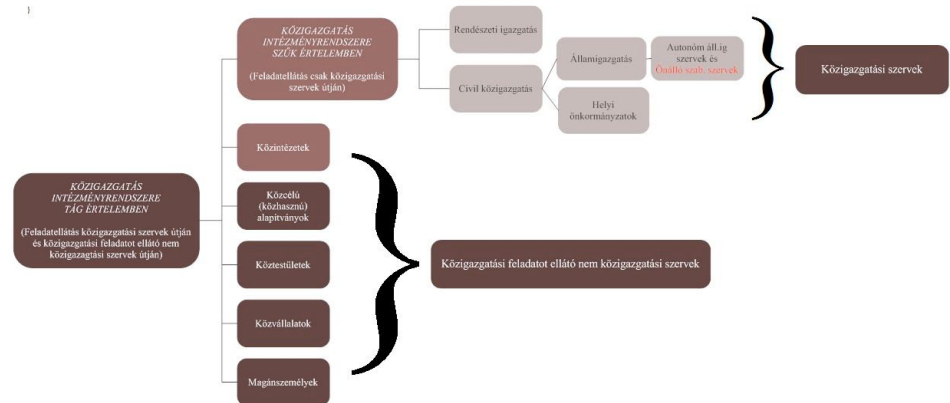 }
KÖZIGAZGATÁS
INTÉZMÉNYRENDSZERE
SZŰK ÉRTELEMBEN
(Feladatellátás csak közigazgatási
szervek útján)
Rendészeti igazgatás
Civil közigazgatás
Államigazgatás
Helyi
önkormányzatok
Autonóm áll.ig
szervek és
Önálló szab. szervek
Közigazgatási szervek
KÖZIGAZGATÁS
INTÉZMÉNYRENDSZERE
TÁG ÉRTELEMBEN
(Feladatellátás közigazgatási szervek útján
és közigazgatási feladatot ellátó nem
közigazagtási szervek útján)
Közintézetek
Közcélú
(közhasznú)
alapítványok
Köztestületek
Közvállalatok
Magánszemélyek
Közigazgatási feladatot ellátó nem közigazgatási szervek